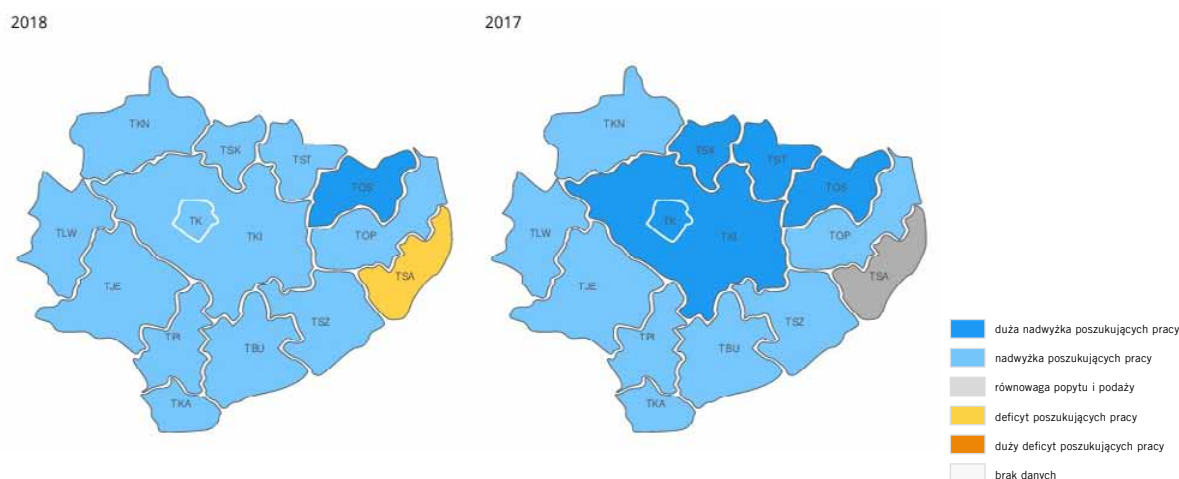 2018
2017
TKN
TSK
TST
TOS
TLW
TK
TKI
TOP
TSA
TJE
TPI
TBU
TSZ
TKA
TKN
TSK
TST
TOS
TLW
TK
TKI
TOP
TSA
TJE
TPI
TBU
TSZ
TKA
duża nadwyżka poszukujących pracy
nadwyżka poszukujących pracy
równowaga popytu i podaży
deficyt poszukujących pracy
duży deficyt poszukujących pracy
brak danych